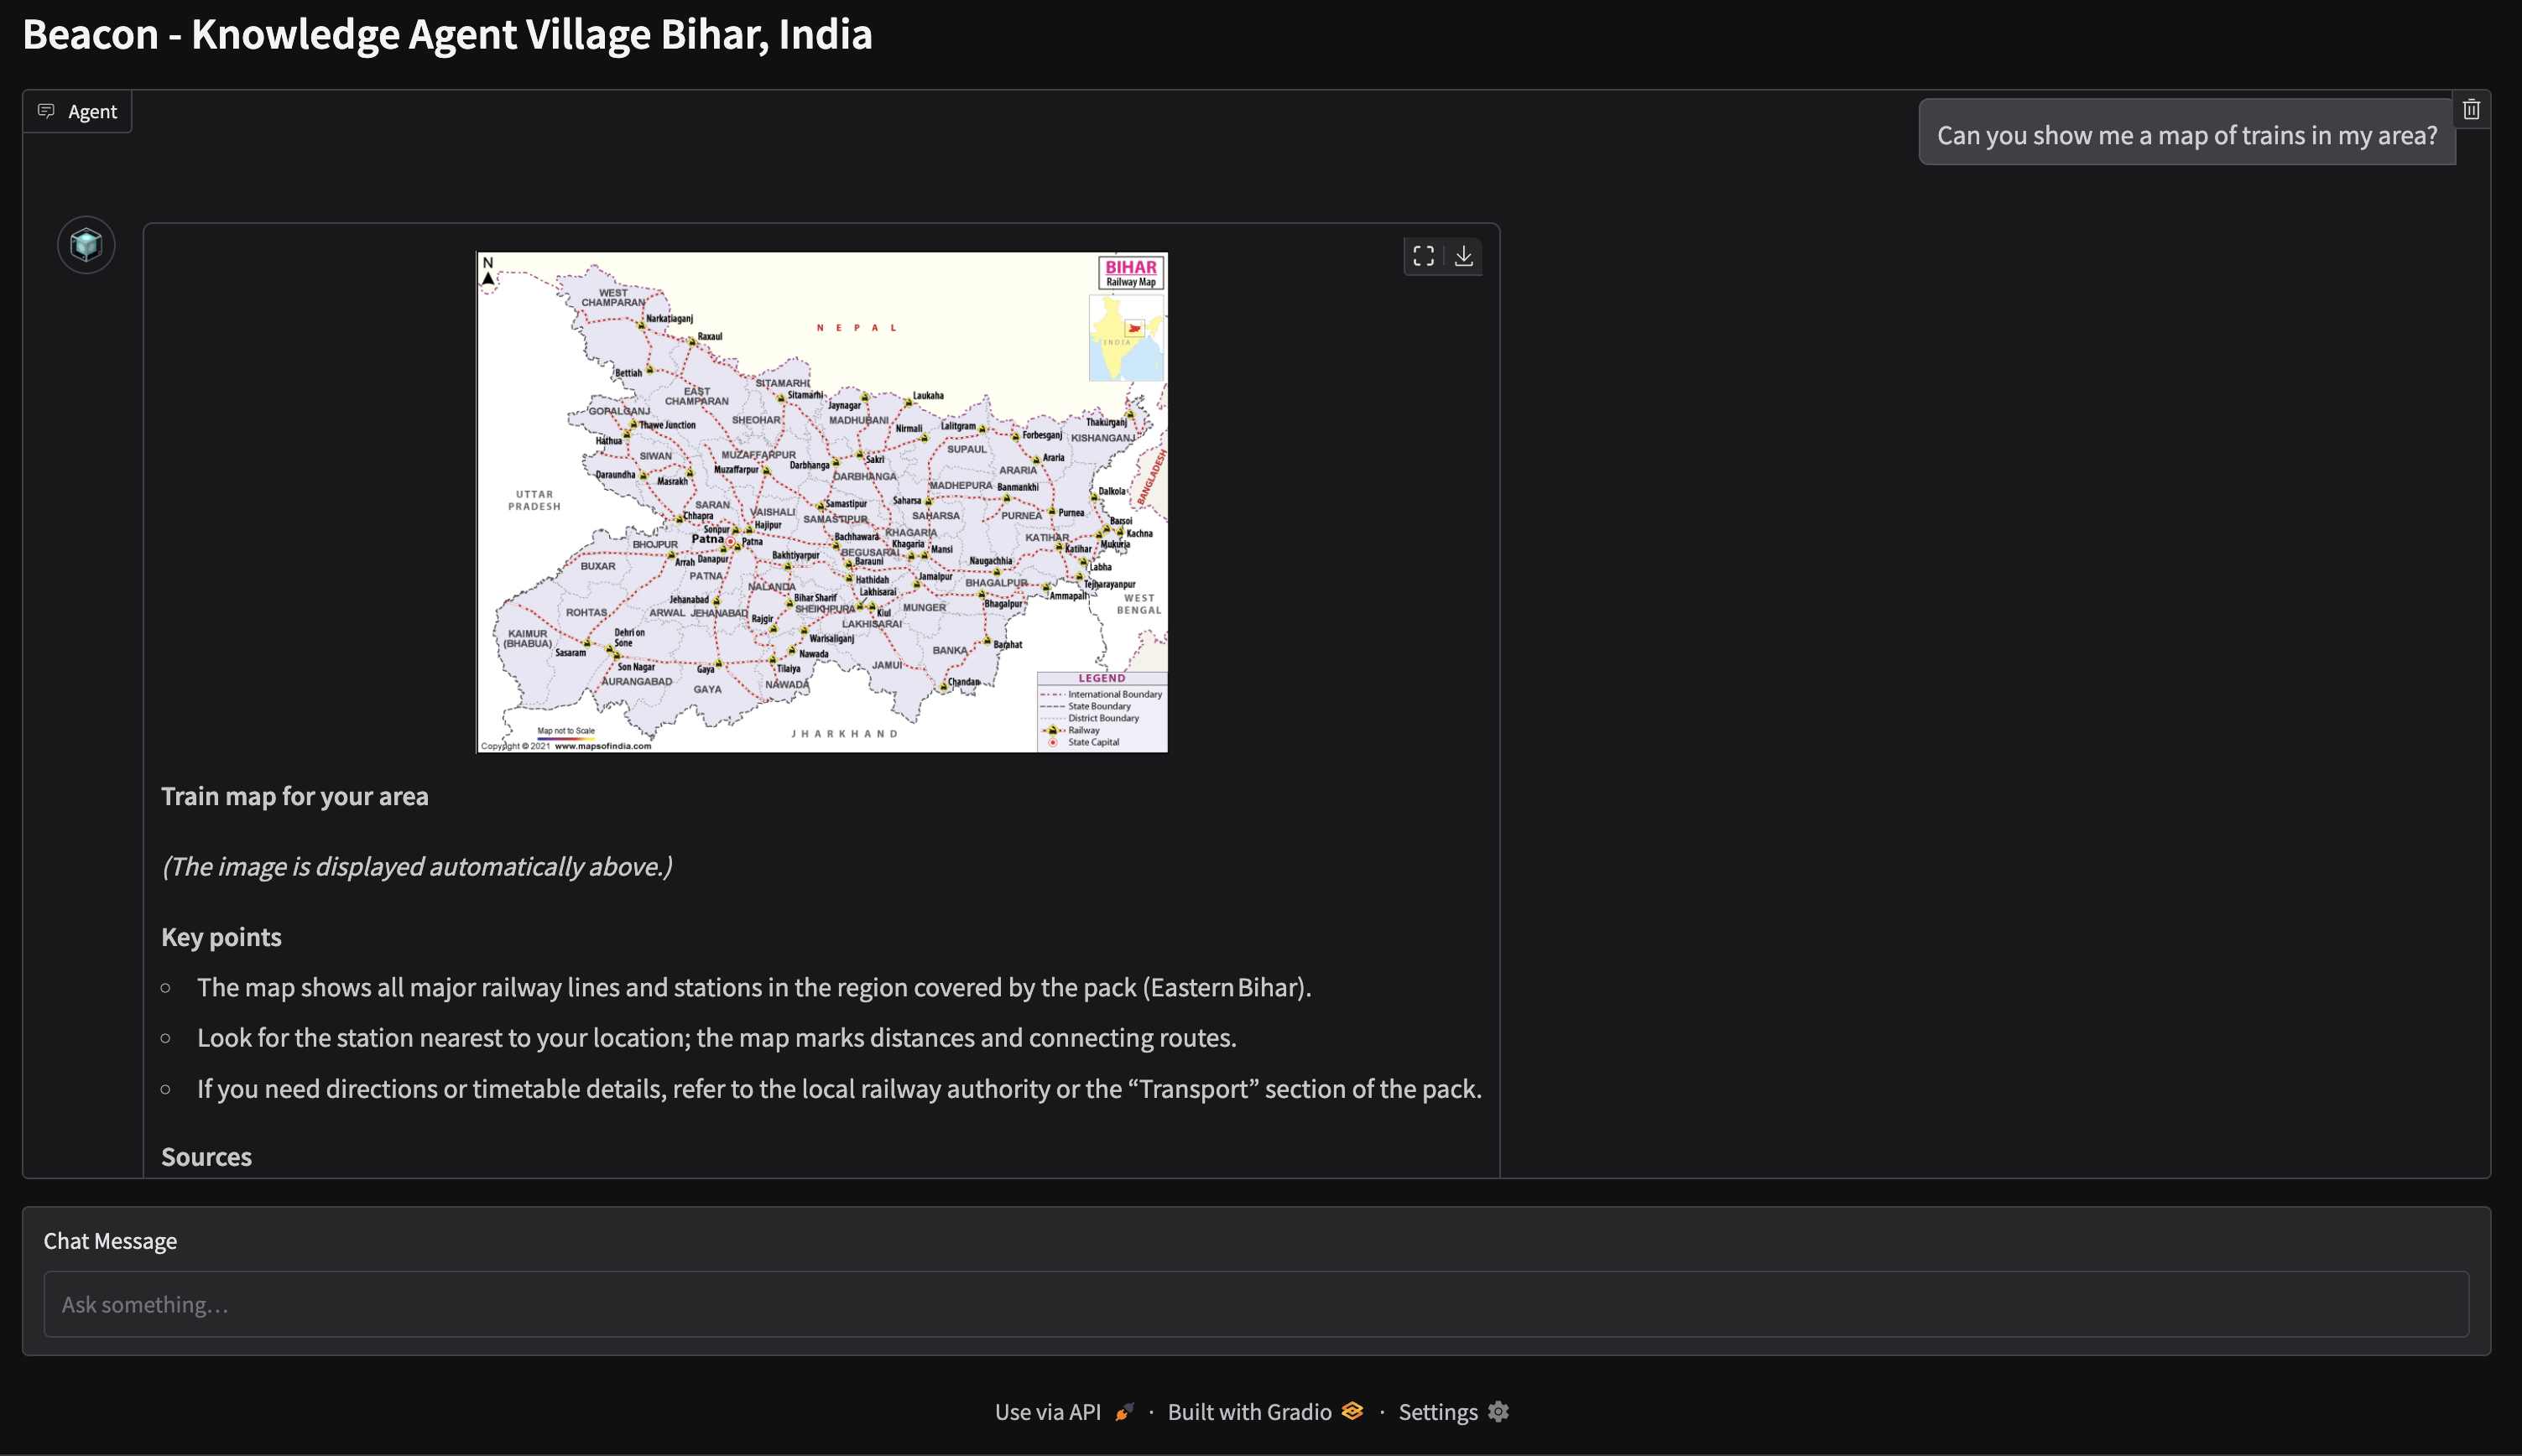 Beacon - Knowledge Agent Village Bihar, India
Agent
Can you show me a map of trains in my area?
N
BIHAR
Railway Map
INDIA
NEPAL
WEST
CHAMPARAN
Narkatiaganj
Raxaul
Bettiah
EAST
CHAMPARAN
SITAMARHI
Sitamarhi
Jaynagar
Laukaha
GOPALGANJ
Thawe Junction
Hathua
SHEOHAR
MADHUBANI
Nirmali
Lalitgram
Forbesganj
Thakurganj
KISHANGANJ
SIWAN
MUZAFFARPUR
Muzaffarpur
Darbhanga
Sakri
SUPAUL
Araria
ARARIA
Daraundha
Masrakh
DARBHANGA
MADHEPURA
Banmankhi
Dalkola
BANGLADESH
UTTAR
PRADESH
SARAN
VAISHALI
Samastipur
SAMASTIPUR
Saharsa
SAHARSA
PURNEA
Purnea
Chhapra
Sonpur
Hajipur
Barsoi
Kachna
Patna
Patna
Bachhawara
KHAGARIA
Khagaria
Mansi
KATIHAR
Katihar
Mukuria
BHOJPUR
Arrah
Danapur
Bakhtiyarpur
BEGUSARAI
Barauni
Naugachhia
Labha
BUXAR
PATNA
NALANDA
Hathidah
Jamalpur
BHAGALPUR
Tejnarayanpur
Jehanabad
Bihar Sharif
Lakhisarai
Ammapali
Bhagalpur
WEST
BENGAL
ROHTAS
ARWAL
JEHANABAD
SHEIKHPURA
Kiul
MUNGER
Rajgir
LAKHISARAI
KAIMUR
(BHABUA)
Dehri on
Sone
Warisaliganj
Barahat
Sasaram
Son Nagar
Gaya
Nawada
Tilaiya
BANKA
JAMUI
AURANGABAD
GAYA
NAWADA
Chandan
LEGEND
International Boundary
State Boundary
District Boundary
Railway
State Capital
Map not to Scale
JHARKHAND
Copyright © 2021 www.mapsofindia.com
Train map for your area
(The image is displayed automatically above.)
Key points
The map shows all major railway lines and stations in the region covered by the pack (Eastern Bihar).
Look for the station nearest to your location; the map marks distances and connecting routes.
If you need directions or timetable details, refer to the local railway authority or the “Transport” section of the pack.
Sources
Chat Message
Ask something…
Use via API · Built with Gradio · Settings